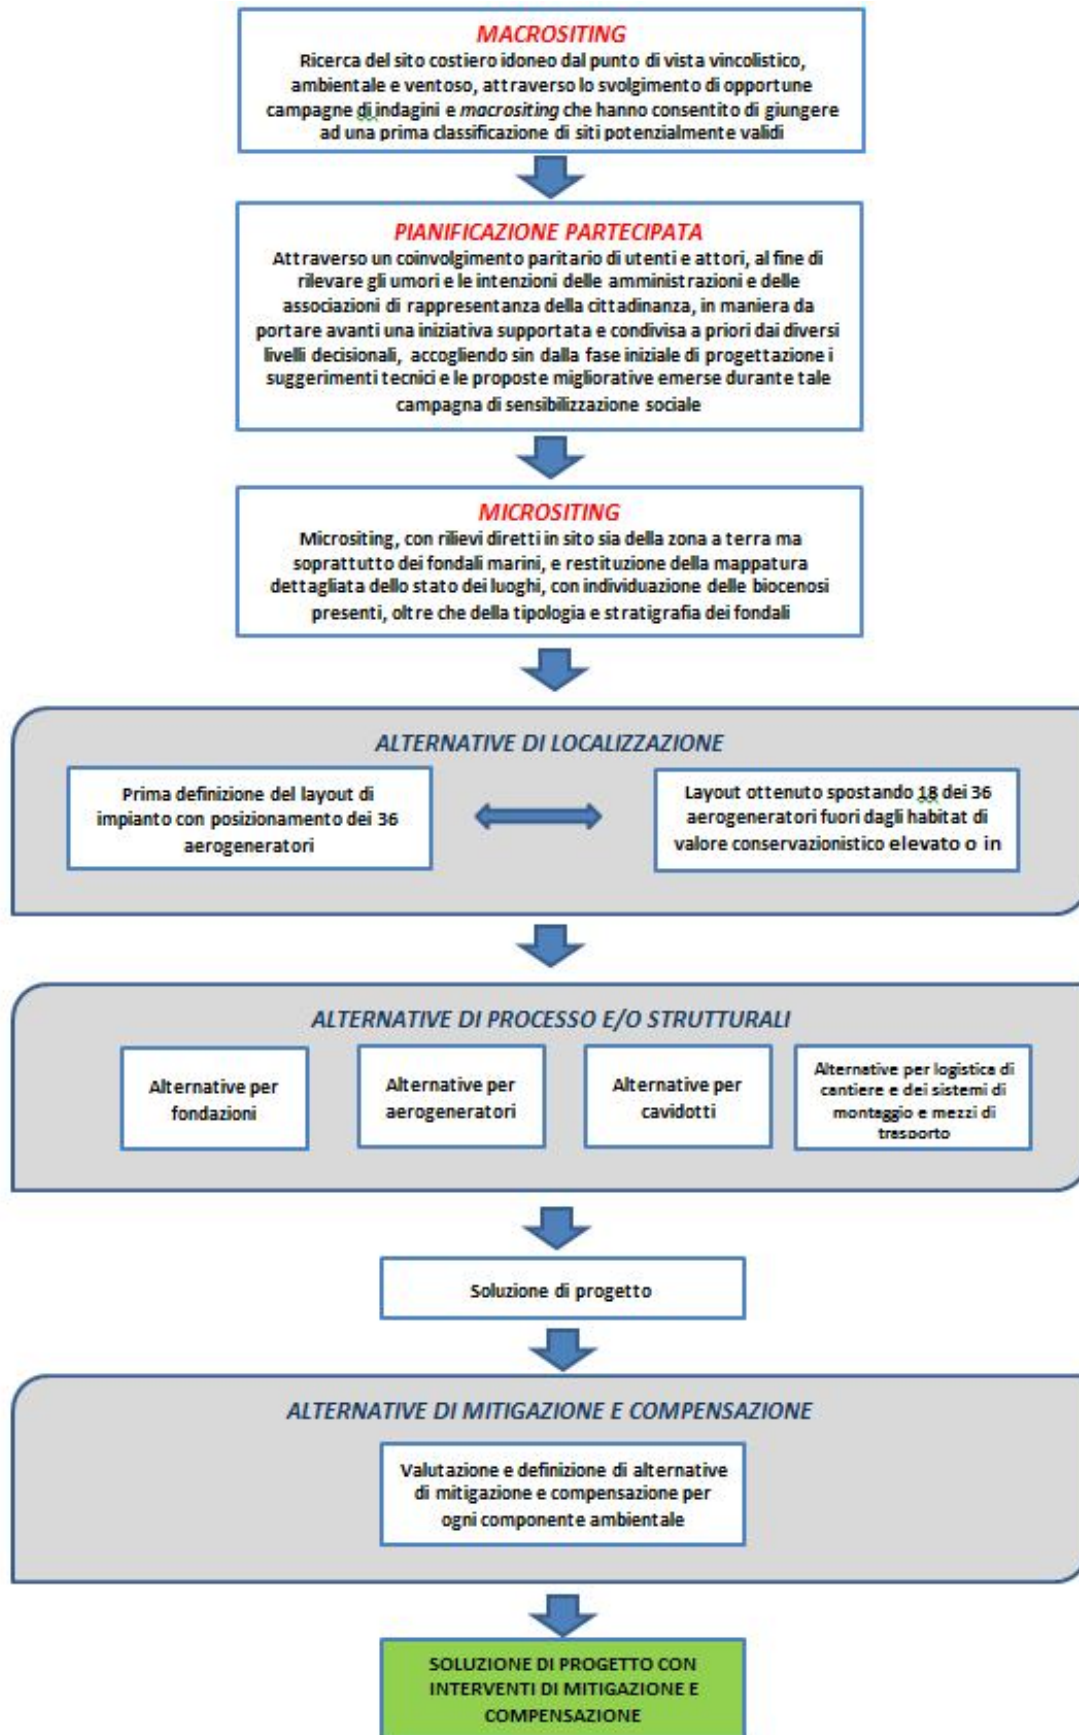 MACROSITING
Ricerca del sito costiero idoneo dal punto di vista vincolistico,
ambientale e ventoso, attraverso lo svolgimento di opportune
campagne di indagini e macrositing che hanno consentito di giungere
ad una prima classificazione di siti potenzialmente validi
PIANIFICAZIONE PARTECIPATA
Attraverso un coinvolgimento paritario di utenti e attori, al fine di
rilevare gli umori e le intenzioni delle amministrazioni e delle
associazioni di rappresentanza della cittadinanza, in maniera da
portare avanti una iniziativa supportata e condivisa a priori dai diversi
livelli decisionali, accogliendo sin dalla fase iniziale di progettazione i
suggerimenti tecnici e le proposte migliorative emerse durante tale
campagna di sensibilizzazione sociale
MICROSITING
Micrositing, con rilievi diretti in sito sia della zona a terra ma
soprattutto dei fondali marini, e restituzione della mappatura
dettagliata dello stato dei luoghi, con individuazione delle biocenosi
presenti, oltre che della tipologia e stratigrafia dei fondali
ALTERNATIVE DI LOCALIZZAZIONE
Prima definizione del layout di
impianto con posizionamento dei 36
aerogeneratori
Layout ottenuto spostando 18 dei 36
aerogeneratori fuori dagli habitat di
valore conservazionistico elevato o in
ALTERNATIVE DI PROCESSO E/O STRUTTURALI
Alternative per
fondazioni
Alternative per
aerogeneratori
Alternative per
cavidotti
Alternative per logistica di
cantiere e dei sistemi di
montaggio e mezzi di
trasporto
Soluzione di progetto
ALTERNATIVE DI MITIGAZIONE E COMPENSAZIONE
Valutazione e definizione di alternative
di mitigazione e compensazione per
ogni componente ambientale
SOLUZIONE DI PROGETTO CON
INTERVENTI DI MITIGAZIONE E
COMPENSAZIONE